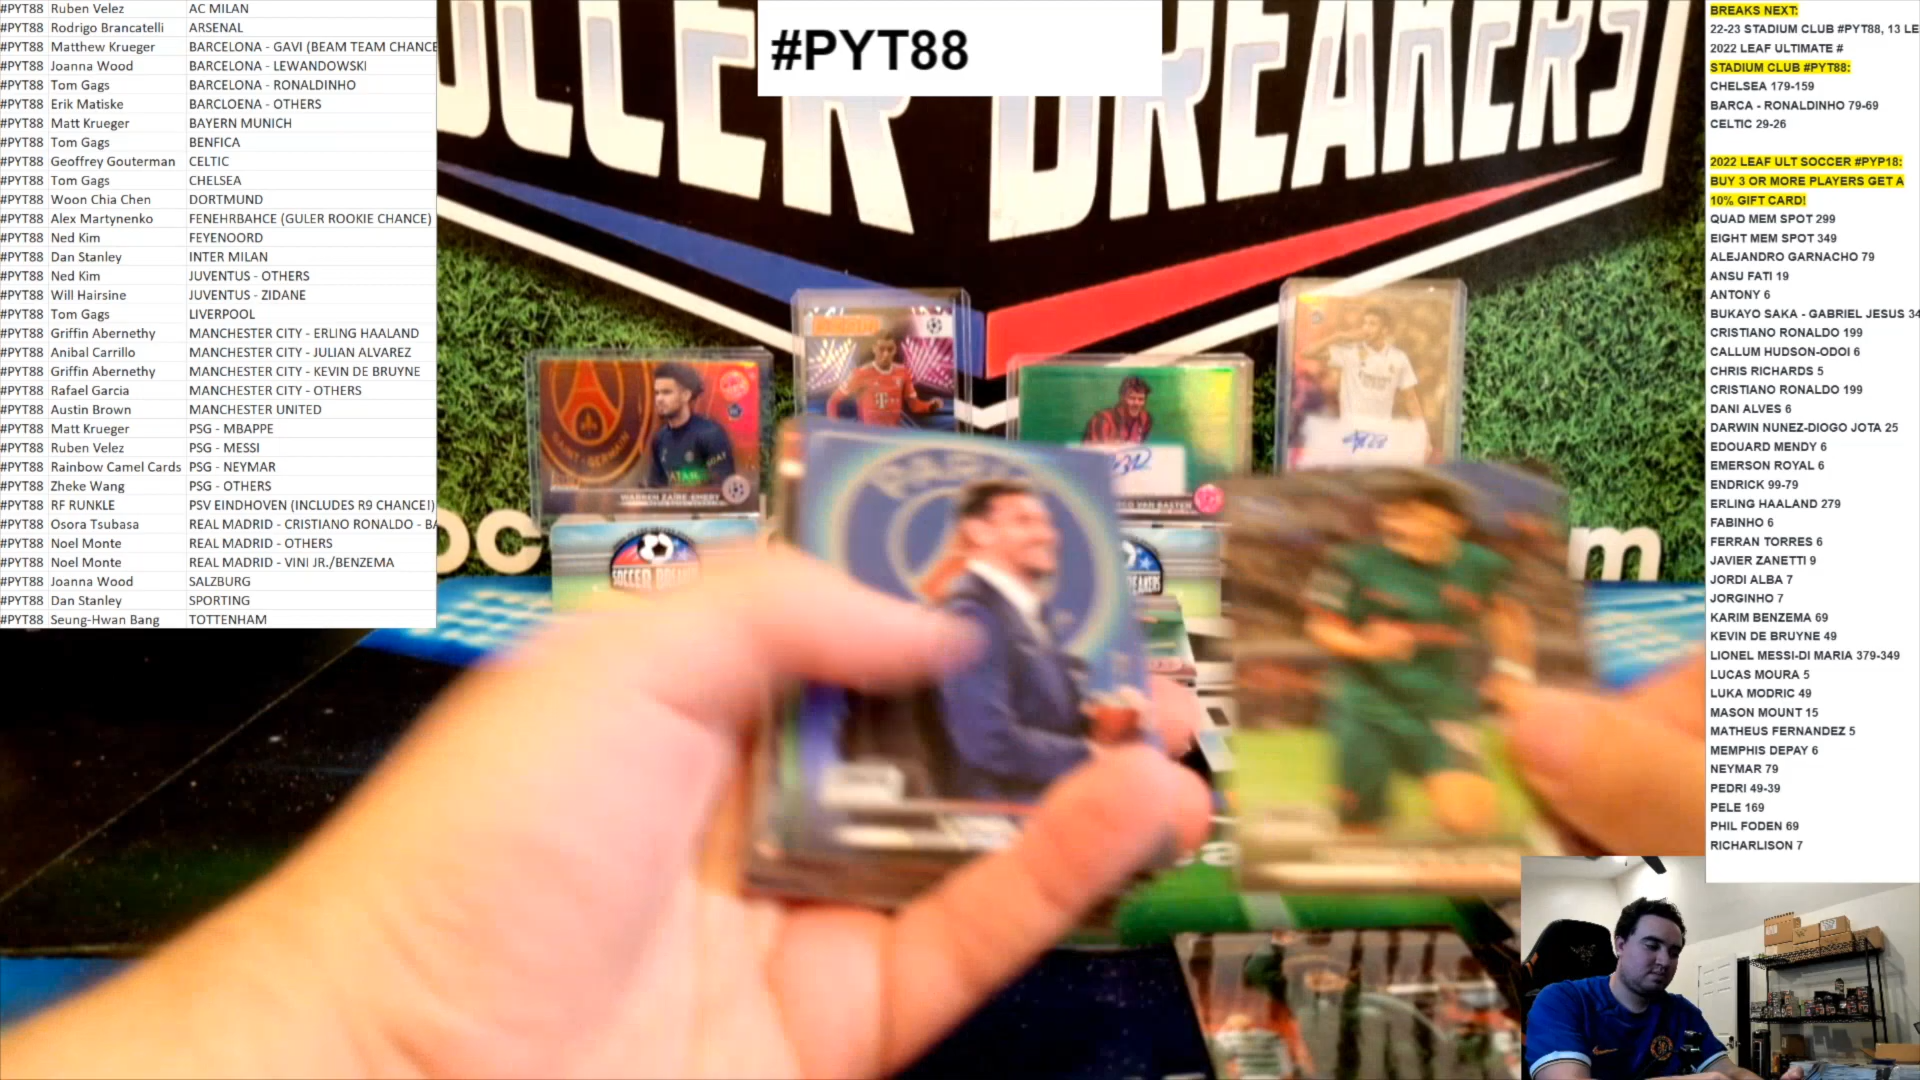 #PYT88 Ruben Velez AC MILAN
#PYT88 Rodrigo Brancatelli ARSENAL
#PYT88 Matthew Krueger BARCELONA - GAVI (BEAM TEAM CHANCE
#PYT88 Joanna Wood BARCELONA - LEWANDOWSKI
#PYT88 Tom Gags BARCELONA - RONALDINHO
#PYT88 Erik Matiske BARCLOENA - OTHERS
#PYT88 Matt Krueger BAYERN MUNICH
#PYT88 Tom Gags BENFICA
#PYT88 Geoffrey Gouterman CELTIC
#PYT88 Tom Gags CHELSEA
#PYT88 Woon Chia Chen DORTMUND
#PYT88 Alex Martynenko FENEHRBAHCE (GULER ROOKIE CHANCE)
#PYT88 Ned Kim FEYENOORD
#PYT88 Dan Stanley INTER MILAN
#PYT88 Ned Kim JUVENTUS - OTHERS
#PYT88 Will Hairsine JUVENTUS - ZIDANE
#PYT88 Tom Gags LIVERPOOL
#PYT88 Griffin Abernethy MANCHESTER CITY - ERLING HAALAND
#PYT88 Anibal Carrillo MANCHESTER CITY - JULIAN ALVAREZ
#PYT88 Griffin Abernethy MANCHESTER CITY - KEVIN DE BRUYNE
#PYT88 Rafael Garcia MANCHESTER CITY - OTHERS
#PYT88 Austin Brown MANCHESTER UNITED
#PYT88 Matt Krueger PSG - MBAPPE
#PYT88 Ruben Velez PSG - MESSI
#PYT88 Rainbow Camel Cards PSG - NEYMAR
#PYT88 Zheke Wang PSG - OTHERS
#PYT88 RF RUNKLE PSV EINDHOVEN (INCLUDES R9 CHANCE!)
#PYT88 Osora Tsubasa REAL MADRID - CRISTIANO RONALDO - BA
#PYT88 Noel Monte REAL MADRID - OTHERS
#PYT88 Noel Monte REAL MADRID - VINI JR./BENZEMA
#PYT88 Joanna Wood SALZBURG
#PYT88 Dan Stanley SPORTING
#PYT88 Seung-Hwan Bang TOTTENHAM
#PYT88
OCCER BREAKERS
WARREN ZAÏRE-EMERY
VAN BASTEN
SOCCER BREAKE
PARIS
BREAKS NEXT:
22-23 STADIUM CLUB #PYT88, 13 LE
2022 LEAF ULTIMATE #
STADIUM CLUB #PYT88:
CHELSEA 179-159
BARCA - RONALDINHO 79-69
CELTIC 29-26
2022 LEAF ULT SOCCER #PYP18:
BUY 3 OR MORE PLAYERS GET A
10% GIFT CARD!
QUAD MEM SPOT 299
EIGHT MEM SPOT 349
ALEJANDRO GARNACHO 79
ANSU FATI 19
ANTONY 6
BUKAYO SAKA - GABRIEL JESUS 34
CRISTIANO RONALDO 199
CALLUM HUDSON-ODOI 6
CHRIS RICHARDS 5
CRISTIANO RONALDO 199
DANI ALVES 6
DARWIN NUNEZ-DIOGO JOTA 25
EDOUARD MENDY 6
EMERSON ROYAL 6
ENDRICK 99-79
ERLING HAALAND 279
FABINHO 6
FERRAN TORRES 6
JAVIER ZANETTI 9
JORDI ALBA 7
JORGINHO 7
KARIM BENZEMA 69
KEVIN DE BRUYNE 49
LIONEL MESSI-DI MARIA 379-349
LUCAS MOURA 5
LUKA MODRIC 49
MASON MOUNT 15
MATHEUS FERNANDEZ 5
MEMPHIS DEPAY 6
NEYMAR 79
PEDRI 49-39
PELE 169
PHIL FODEN 69
RICHARLISON 7